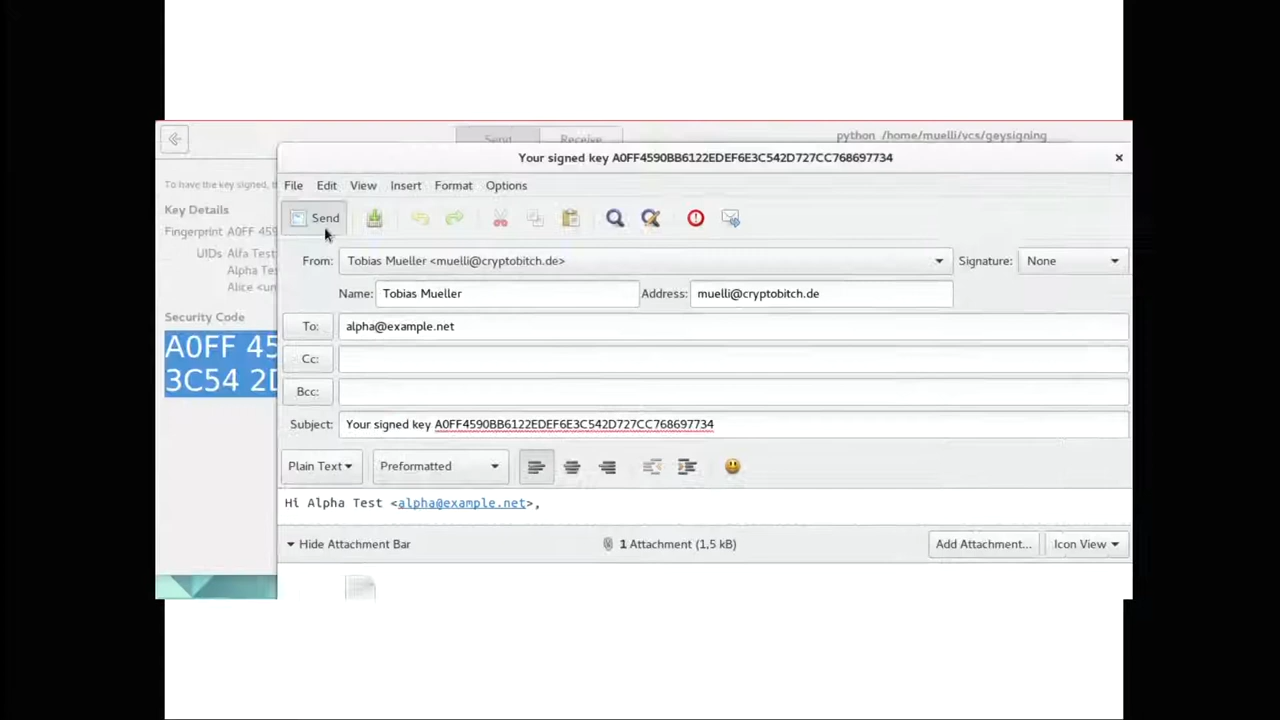 Send Receive python /home/muelli/vcs/geysigning
Your signed key A0FF4590BB6122EDEF6E3C542D727CC768697734
File Edit View Insert Format Options
To have the key signed, t
Send
Key Details
Fingerprint A0FF 459
UIDs Alfa Test
Alpha Te
Alice <un
From: Tobias Mueller <muelli@cryptobitch.de> Signature: None
Name: Tobias Mueller Address: muelli@cryptobitch.de
Security Code
A0FF 45
3C54 2D
To: alpha@example.net
Cc:
Bcc:
Subject: Your signed key A0FF4590BB6122EDEF6E3C542D727CC768697734
Plain Text Preformatted
Hi Alpha Test <alpha@example.net>,
Hide Attachment Bar 1 Attachment (1,5 kB) Add Attachment... Icon View